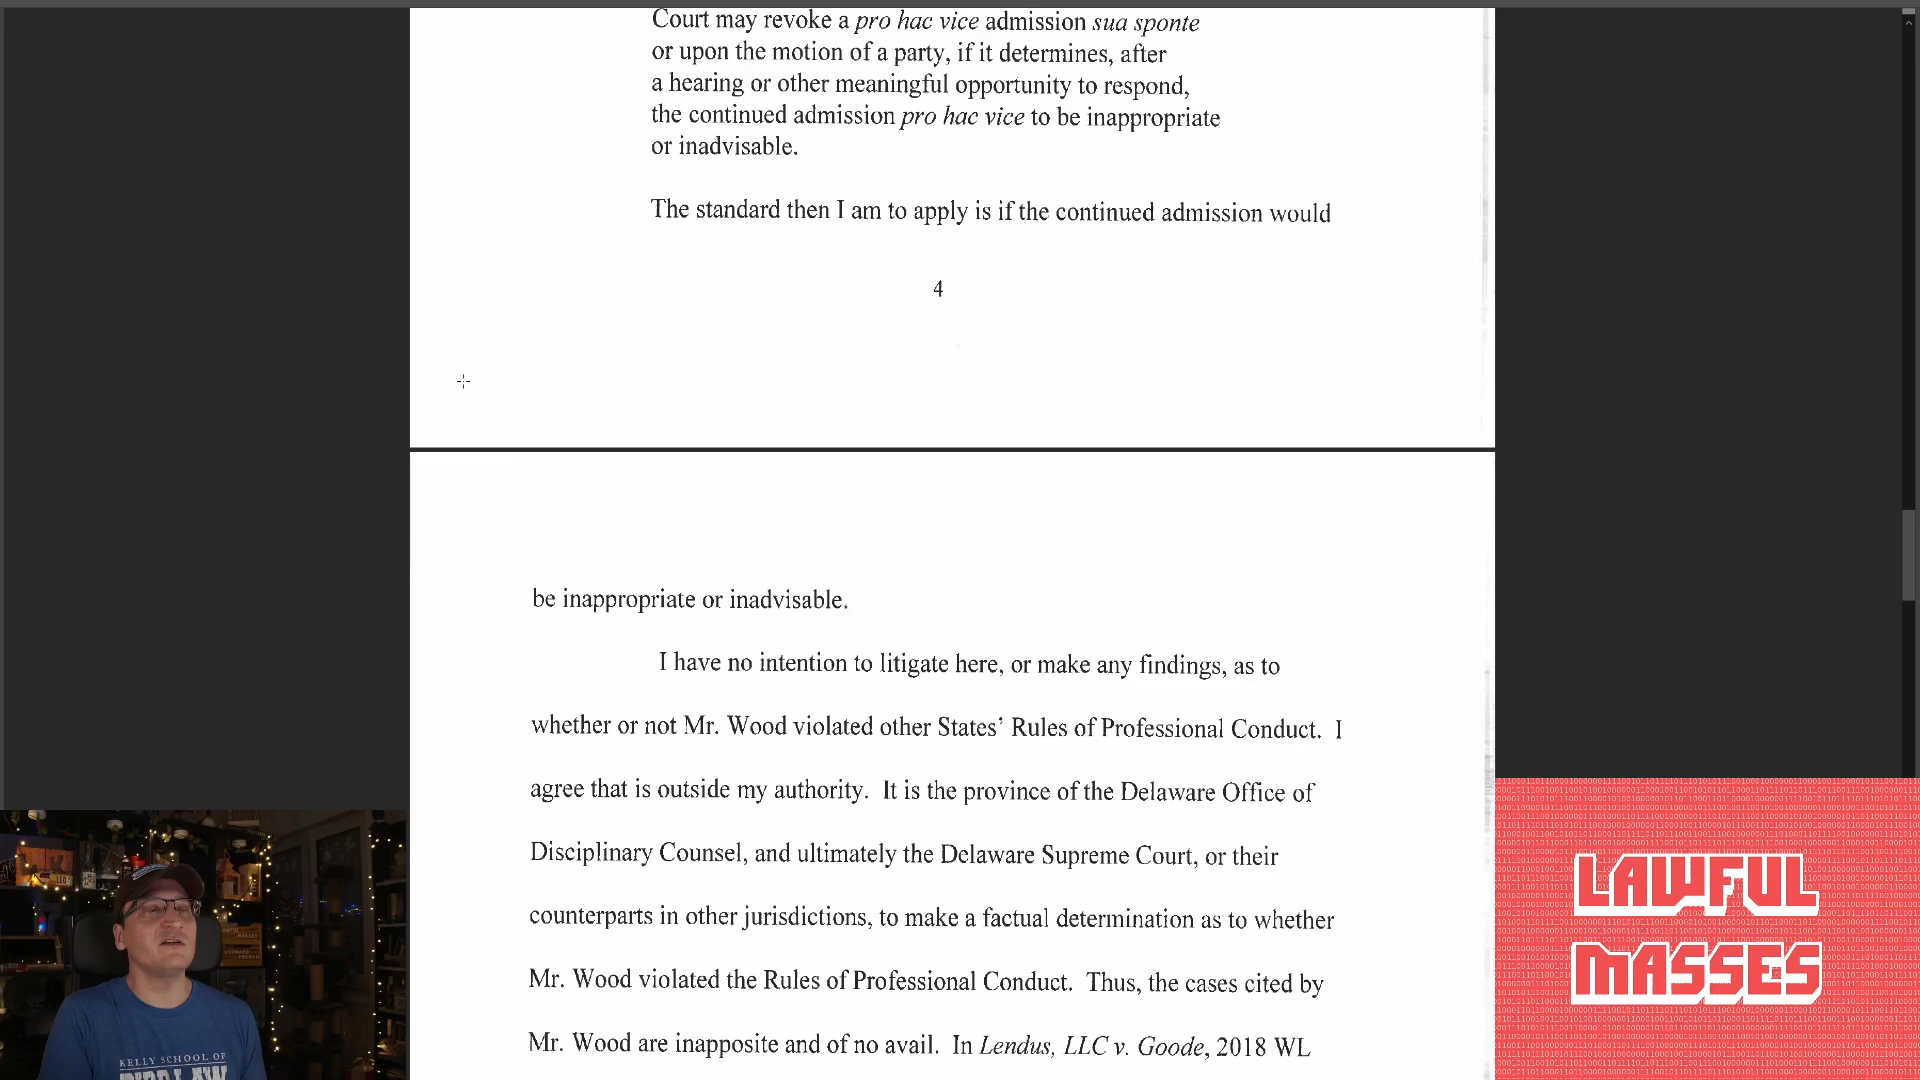 Court may revoke a pro hac vice admission sua sponte
or upon the motion of a party, if it determines, after
a hearing or other meaningful opportunity to respond,
the continued admission pro hac vice to be inappropriate
or inadvisable.
The standard then I am to apply is if the continued admission would
4
be inappropriate or inadvisable.
I have no intention to litigate here, or make any findings, as to
whether or not Mr. Wood violated other States’ Rules of Professional Conduct. I
agree that is outside my authority. It is the province of the Delaware Office of
Disciplinary Counsel, and ultimately the Delaware Supreme Court, or their
counterparts in other jurisdictions, to make a factual determination as to whether
Mr. Wood violated the Rules of Professional Conduct. Thus, the cases cited by
Mr. Wood are inapposite and of no avail. In Lendus, LLC v. Goode, 2018 WL
KELLY SCHOOL OF
BIRD LAW
LAWFUL
MASSES